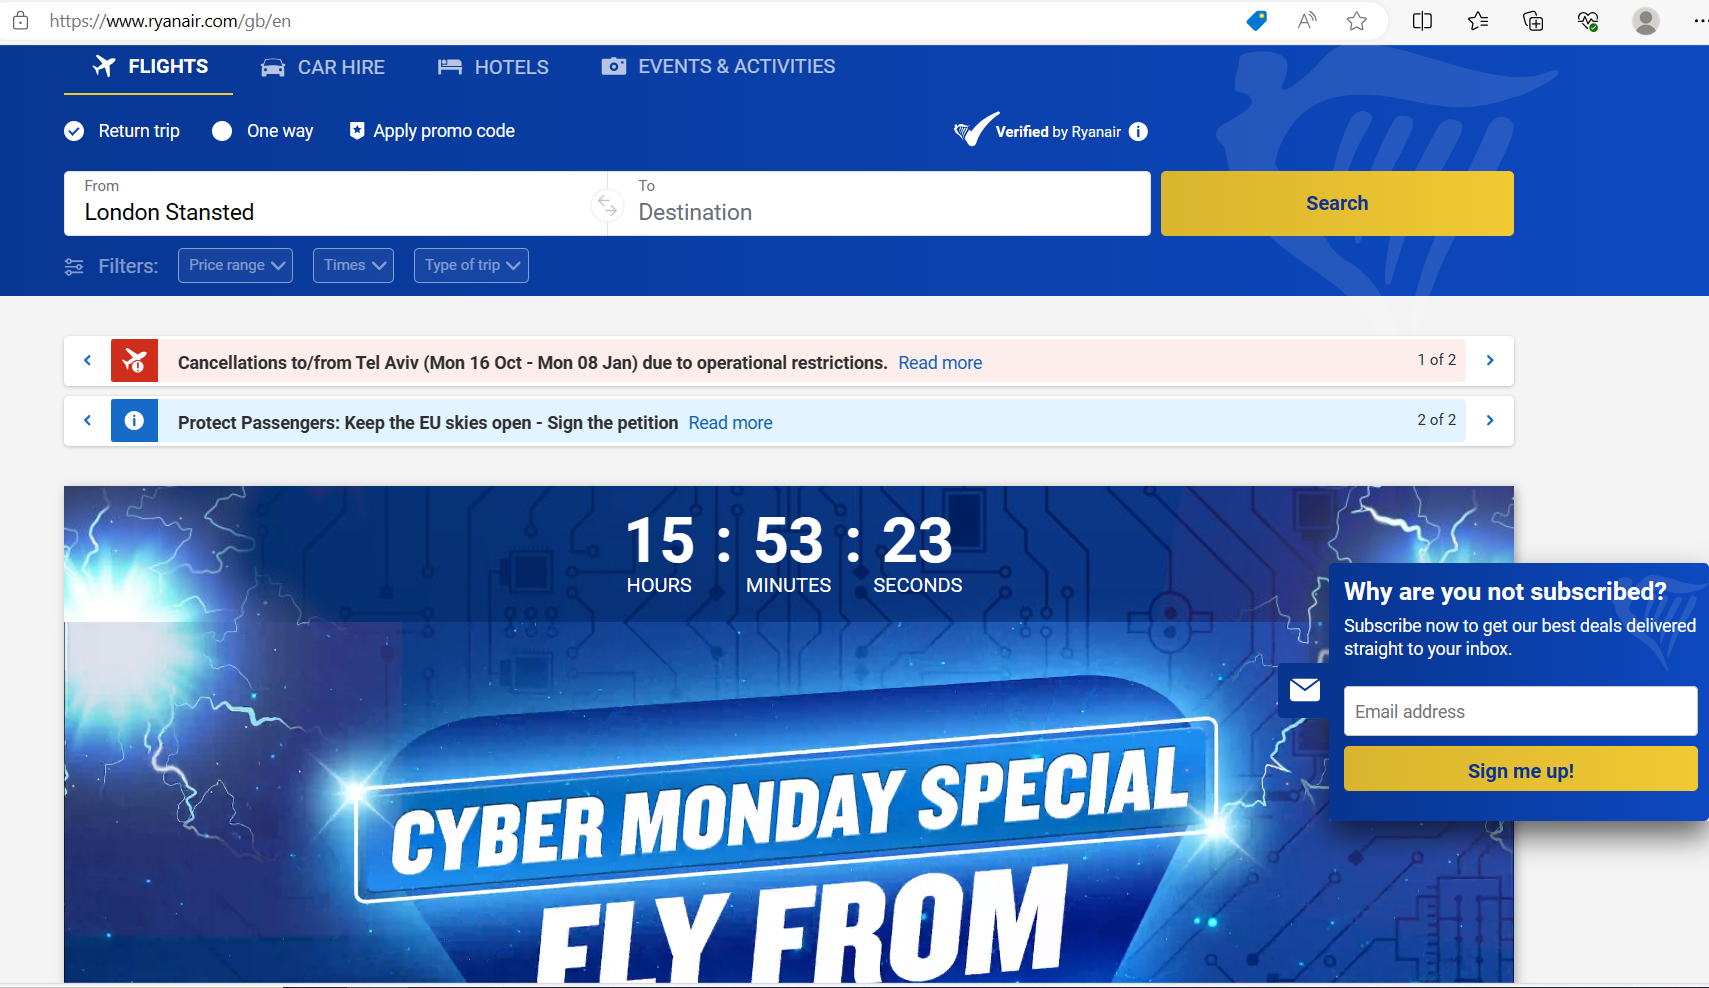 https://www.ryanair.com/gb/en
FLIGHTS
CAR HIRE
HOTELS
EVENTS & ACTIVITIES
Return trip
One way
Apply promo code
Verified by Ryanair
From
London Stansted
To
Destination
Search
Filters:
Price range
Times
Type of trip
Cancellations to/from Tel Aviv (Mon 16 Oct - Mon 08 Jan) due to operational restrictions. Read more
1 of 2
Protect Passengers: Keep the EU skies open - Sign the petition Read more
2 of 2
15 : 53 : 23
HOURS MINUTES SECONDS
CYBER MONDAY SPECIAL
FLY FROM
Why are you not subscribed?
Subscribe now to get our best deals delivered
straight to your inbox.
Email address
Sign me up!